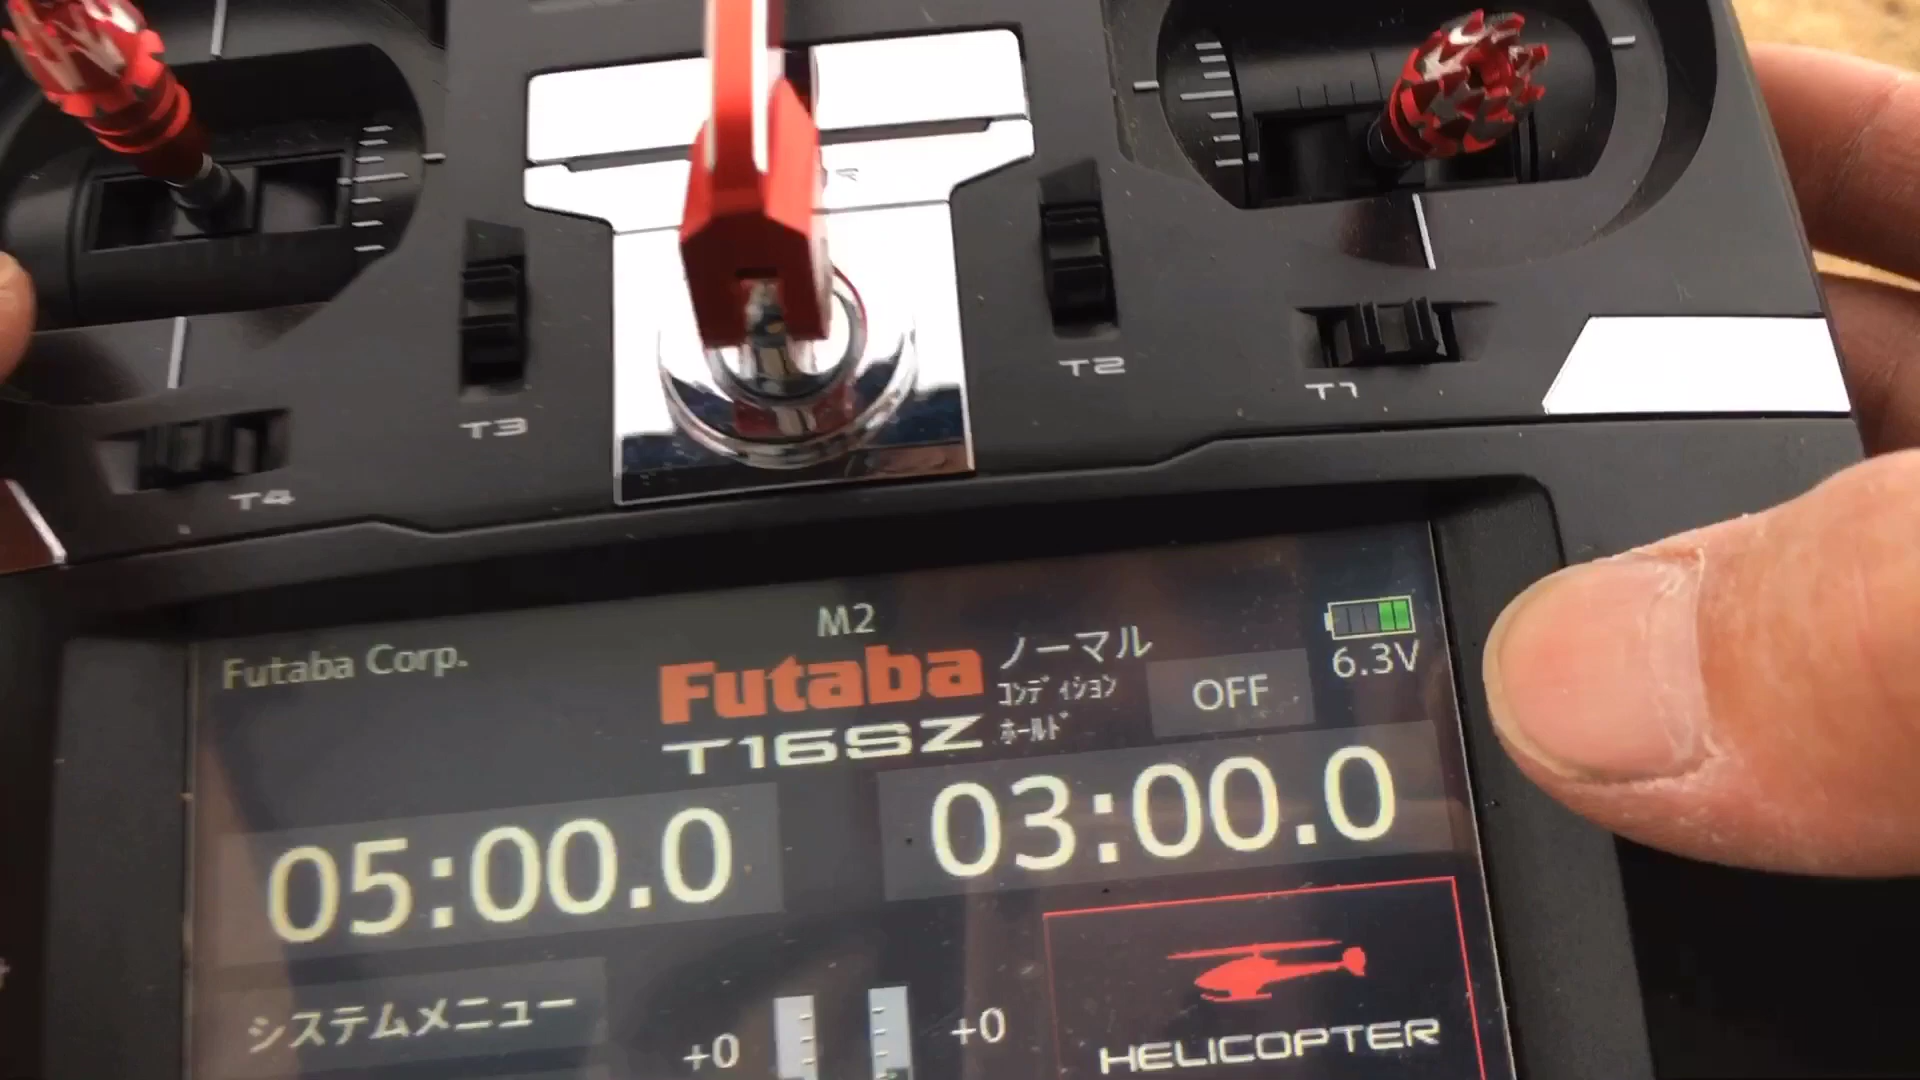 T3
T2
T1
T4
M2
Futaba Corp.
Futaba
T16SZ
ノーマル
ｺﾝﾃﾞｨｼｮﾝ
ﾎｰﾙﾄﾞ
OFF
6.3V
05:00.0
03:00.0
システムメニュー
+0
+0
HELICOPTER